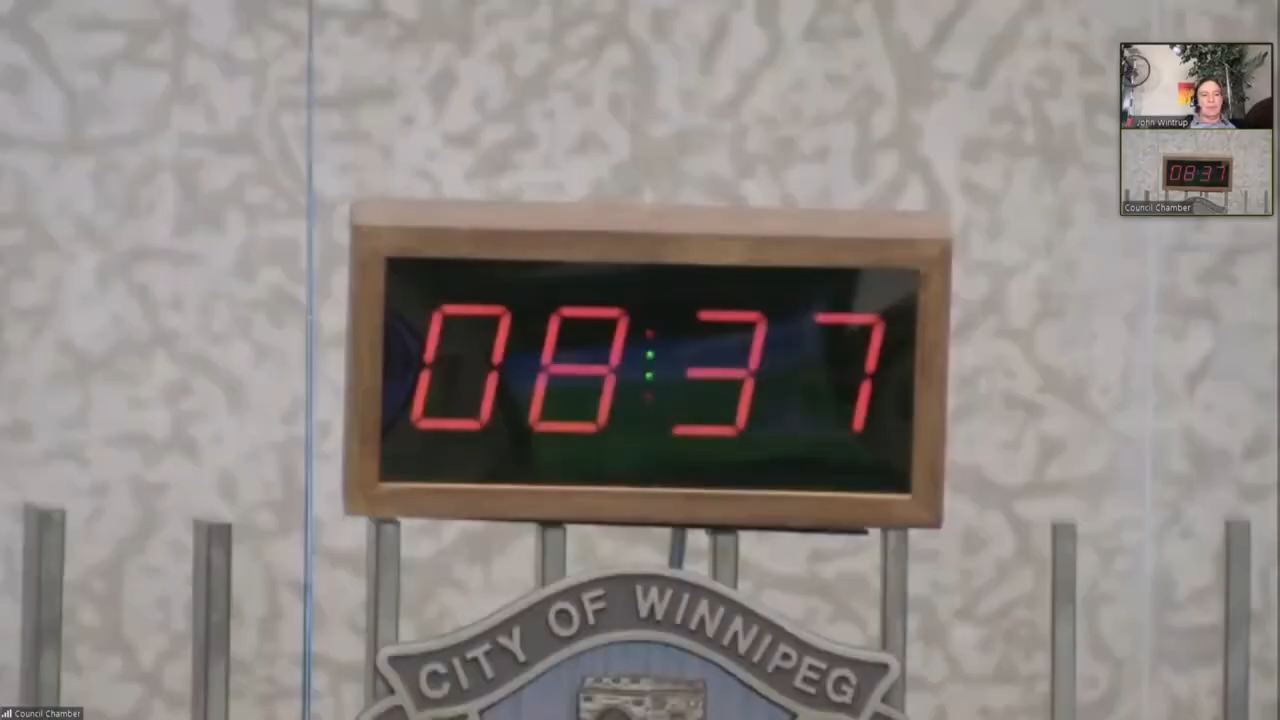 John Wintrup
08:37
Council Chamber
08:37
CITY OF WINNIPEG
Council Chamber